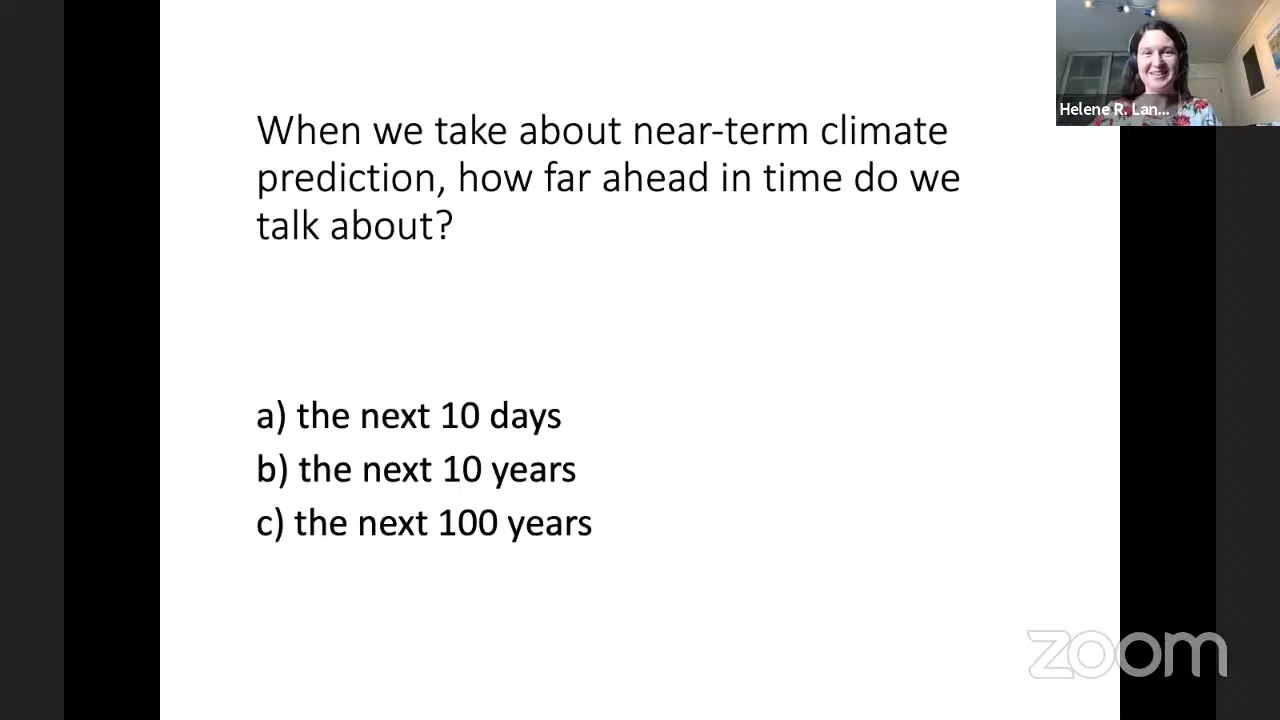 When we take about near-term climate
prediction, how far ahead in time do we
talk about?
a) the next 10 days
b) the next 10 years
c) the next 100 years
Helene R. Lan...
zoom